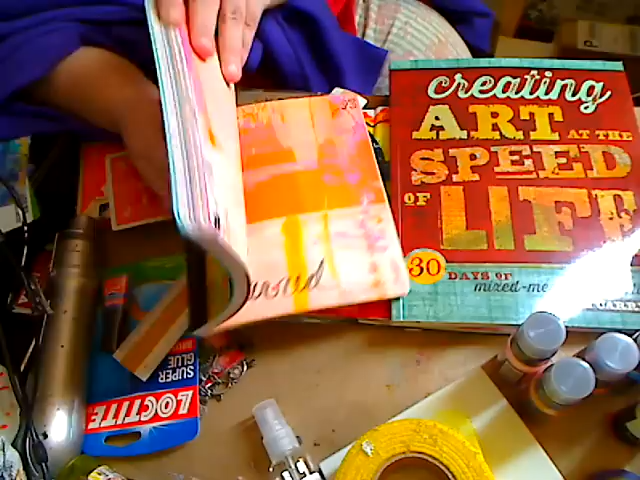 creating
ART AT THE
SPEED
OF LIFE
30 DAYS OF
mixed-me
SUPER
GLUE
LOCTITE